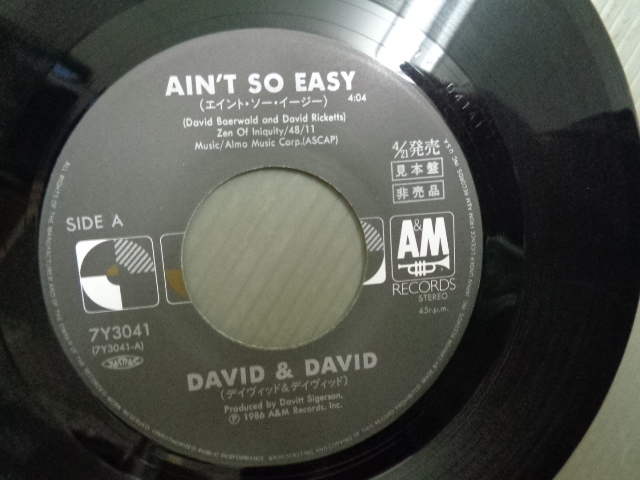 AIN'T SO EASY
(エイント・ソー・イージー) 4:04
(David Baerwald and David Ricketts)
Zen Of Iniquity/48/11
Music/Almo Music Corp.(ASCAP)
4/21発売
見本盤
非売品
SIDE A
A&M
RECORDS
STEREO
45r.p.m.
7Y3041
(7Y3041-A)
DAVID & DAVID
(デイヴィッド&デイヴィッド)
Produced by Davitt Sigerson.
Ⓟ 1986 A&M Records, Inc.